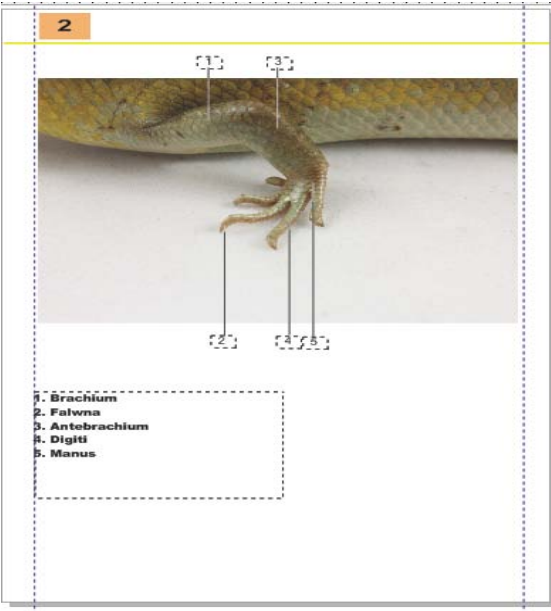 2
1 3
2 4 5
1. Brachium
2. Falwna
3. Antebrachium
4. Digiti
5. Manus